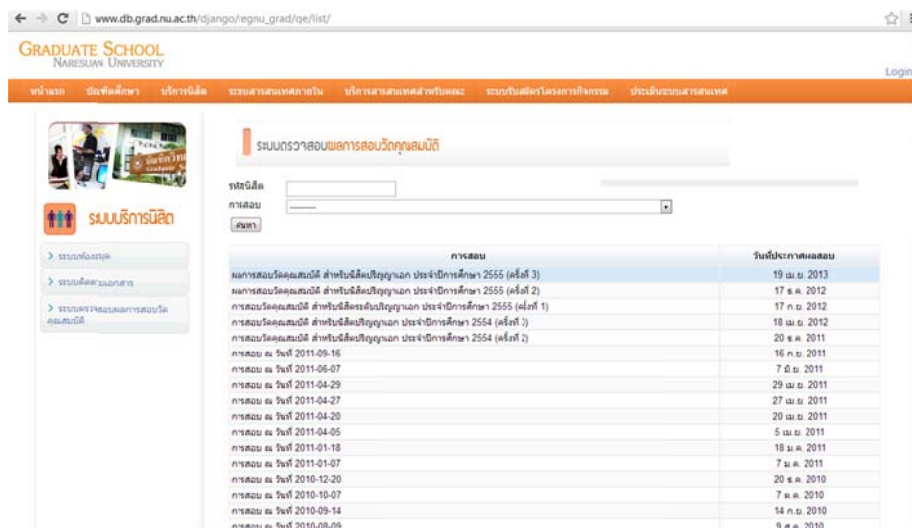 www.db.grad.nu.ac.th/django/regnu_grad/qe/list/
GRADUATE SCHOOL
NARESUAN UNIVERSITY
Login
หน้าแรก บัณฑิตศึกษา บริการนิสิต ระบบสารสนเทศภายใน บริการสารสนเทศสำหรับคณะ ระบบรับสมัครโครงการกิจกรรม ประเมินระบบสารสนเทศ
ระบบตรวจสอบผลการสอบวัดคุณสมบัติ
รหัสนิสิต
การสอบ ---------
ค้นหา
ระบบบริการนิสิต
ระบบห้องสมุด
ระบบติดตามเอกสาร
ระบบตรวจสอบผลการสอบวัด
คุณสมบัติ
การสอบ วันที่ประกาศผลสอบ
ผลการสอบวัดคุณสมบัติ สำหรับนิสิตปริญญาเอก ประจำปีการศึกษา 2555 (ครั้งที่ 3) 19 เม.ย. 2013
ผลการสอบวัดคุณสมบัติ สำหรับนิสิตปริญญาเอก ประจำปีการศึกษา 2555 (ครั้งที่ 2) 17 ธ.ค. 2012
การสอบวัดคุณสมบัติ สำหรับนิสิตระดับปริญญาเอก ประจำปีการศึกษา 2555 (ครั้งที่ 1) 17 ก.ย. 2012
การสอบวัดคุณสมบัติ สำหรับนิสิตปริญญาเอก ประจำปีการศึกษา 2554 (ครั้งที่ 3) 18 เม.ย. 2012
การสอบวัดคุณสมบัติ สำหรับนิสิตปริญญาเอก ประจำปีการศึกษา 2554 (ครั้งที่ 2) 20 ธ.ค. 2011
การสอบ ณ วันที่ 2011-09-16 16 ก.ย. 2011
การสอบ ณ วันที่ 2011-06-07 7 มิ.ย. 2011
การสอบ ณ วันที่ 2011-04-29 29 เม.ย. 2011
การสอบ ณ วันที่ 2011-04-27 27 เม.ย. 2011
การสอบ ณ วันที่ 2011-04-20 20 เม.ย. 2011
การสอบ ณ วันที่ 2011-04-05 5 เม.ย. 2011
การสอบ ณ วันที่ 2011-01-18 18 ม.ค. 2011
การสอบ ณ วันที่ 2011-01-07 7 ม.ค. 2011
การสอบ ณ วันที่ 2010-12-20 20 ธ.ค. 2010
การสอบ ณ วันที่ 2010-10-07 7 ต.ค. 2010
การสอบ ณ วันที่ 2010-09-14 14 ก.ย. 2010
การสอบ ณ วันที่ 2010-08-09 9 ส.ค. 2010